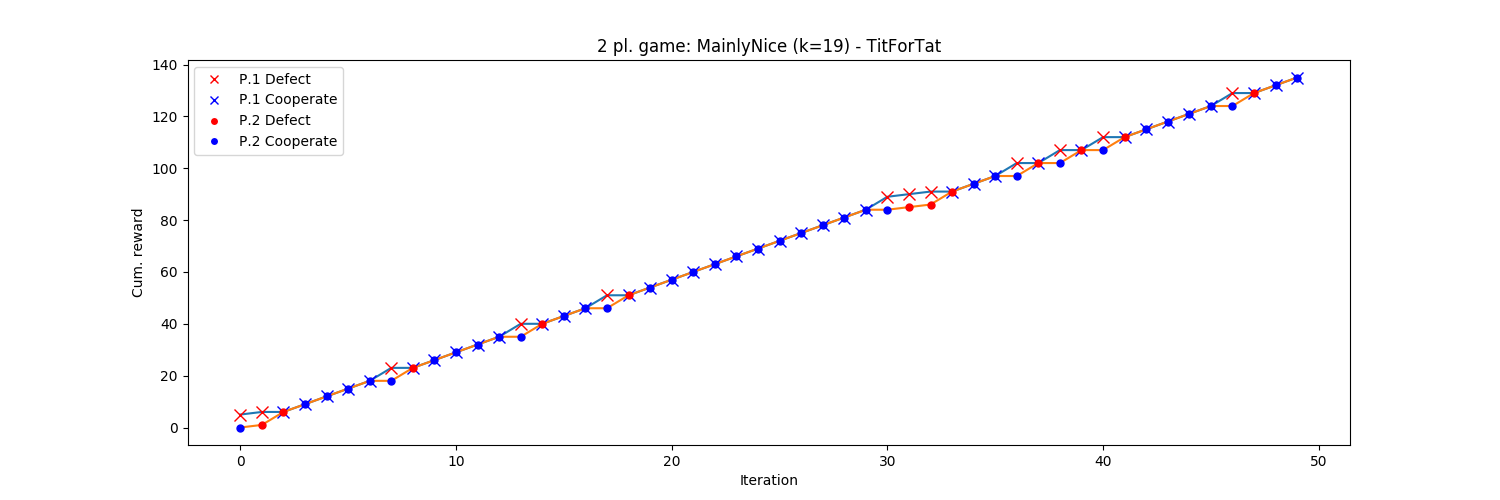 2 pl. game: MainlyNice (k=19) - TitForTat
P.1 Defect
P.1 Cooperate
P.2 Defect
P.2 Cooperate
Cum. reward
140
120
100
80
60
40
20
0
0 10 20 30 40 50
Iteration